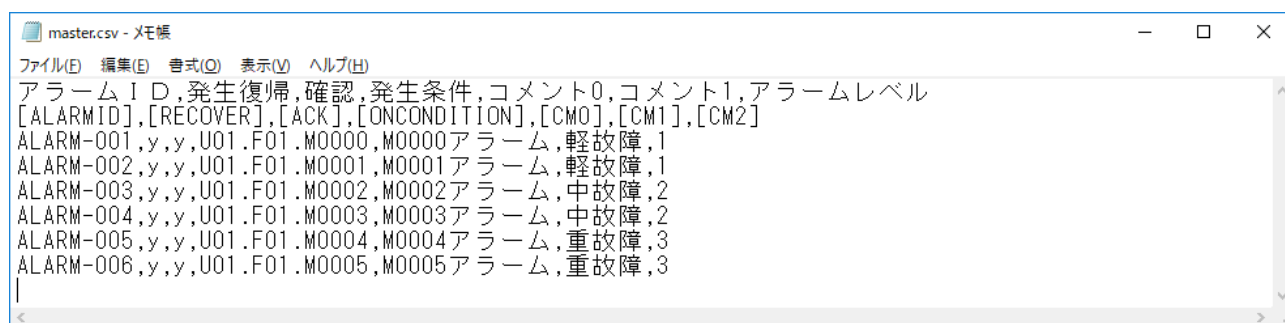 master.csv - メモ帳
ファイル(F) 編集(E) 書式(O) 表示(V) ヘルプ(H)
アラームＩＤ,発生復帰,確認,発生条件,コメント0,コメント1,アラームレベル
[ALARMID],[RECOVER],[ACK],[ONCONDITION],[CM0],[CM1],[CM2]
ALARM-001,y,y,U01.F01.M0000,M0000アラーム,軽故障,1
ALARM-002,y,y,U01.F01.M0001,M0001アラーム,軽故障,1
ALARM-003,y,y,U01.F01.M0002,M0002アラーム,中故障,2
ALARM-004,y,y,U01.F01.M0003,M0003アラーム,中故障,2
ALARM-005,y,y,U01.F01.M0004,M0004アラーム,重故障,3
ALARM-006,y,y,U01.F01.M0005,M0005アラーム,重故障,3